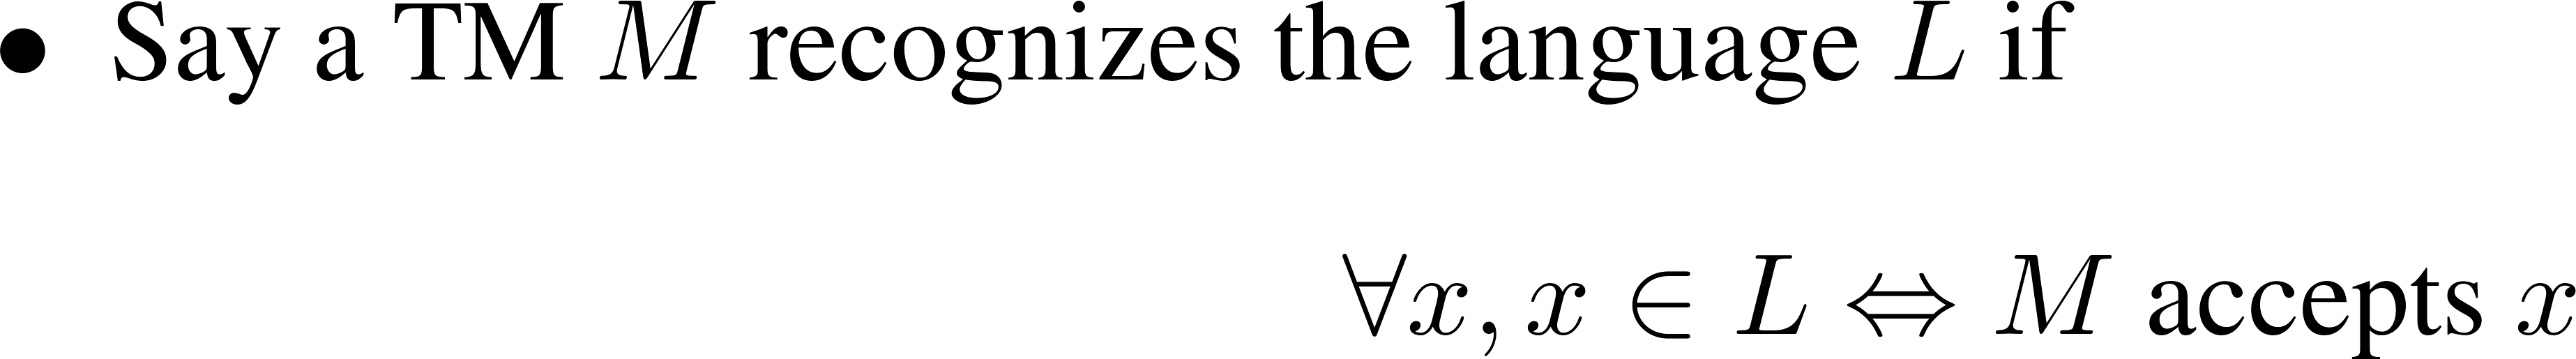 • Say a TM M recognizes the language L if
∀x, x ∈ L ⇔ M accepts x